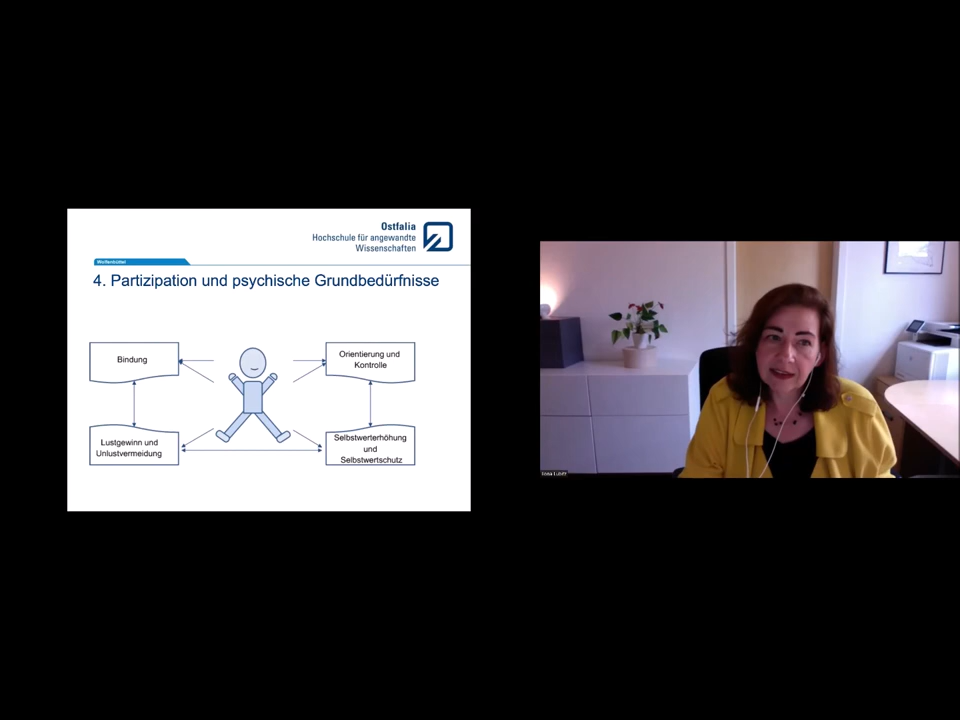 Ostfalia
Hochschule für angewandte
Wissenschaften
Wolfenbüttel
4. Partizipation und psychische Grundbedürfnisse
Bindung
Orientierung und
Kontrolle
Lustgewinn und
Unlustvermeidung
Selbstwerterhöhung
und
Selbstwertschutz